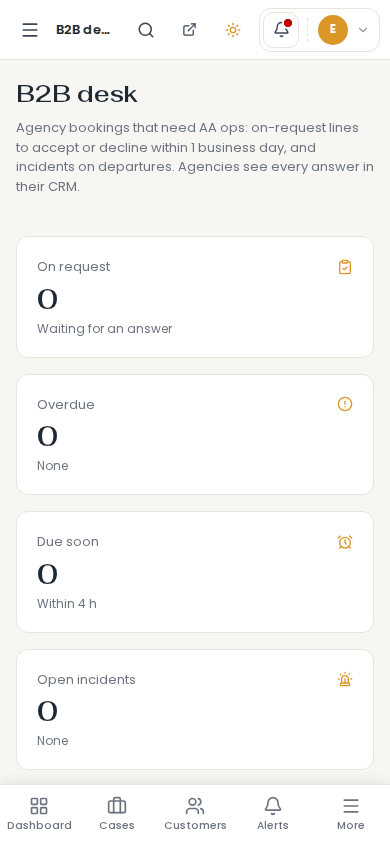 B2B de...
E
B2B desk
Agency bookings that need AA ops: on-request lines
to accept or decline within 1 business day, and
incidents on departures. Agencies see every answer in
their CRM.
On request
0
Waiting for an answer
Overdue
0
None
Due soon
0
Within 4 h
Open incidents
0
None
Dashboard
Cases
Customers
Alerts
More